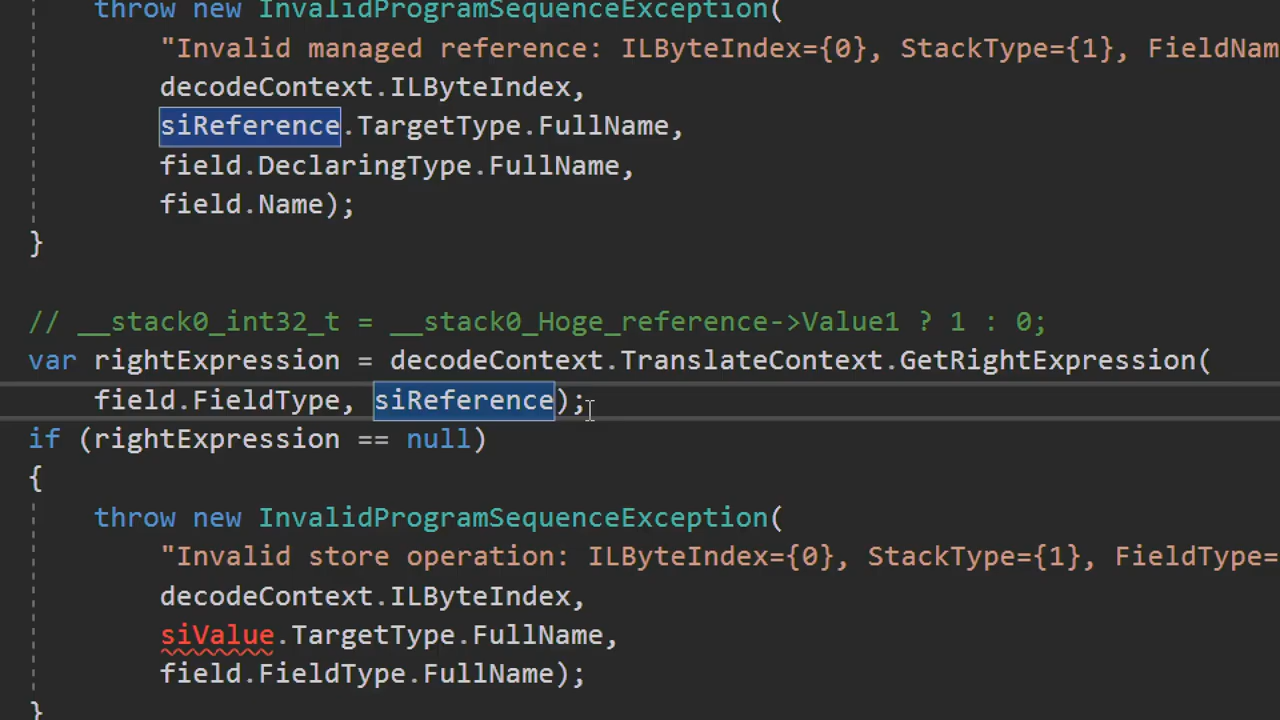 throw new InvalidProgramSequenceException(
"Invalid managed reference: ILByteIndex={0}, StackType={1}, FieldNam
decodeContext.ILByteIndex,
siReference.TargetType.FullName,
field.DeclaringType.FullName,
field.Name);
}
// __stack0_int32_t = __stack0_Hoge_reference->Value1 ? 1 : 0;
var rightExpression = decodeContext.TranslateContext.GetRightExpression(
field.FieldType, siReference);
if (rightExpression == null)
{
throw new InvalidProgramSequenceException(
"Invalid store operation: ILByteIndex={0}, StackType={1}, FieldType=
decodeContext.ILByteIndex,
siValue.TargetType.FullName,
field.FieldType.FullName);
}